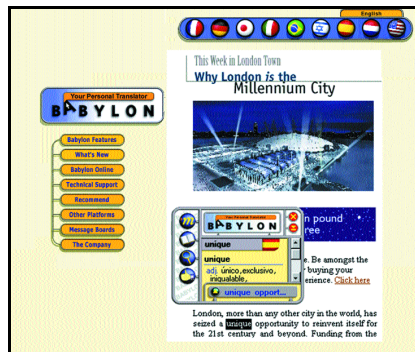 English
This Week in London Town
Why London is the
Millennium City
Your Personal Translator
BABYLON
Babylon Features
What's New
Babylon Online
Technical Support
Recommend
Other Platforms
Message Boards
The Company
Your Personal Translator
BABYLON
unique
unique
adj. único, exclusivo,
inigualable,
unique opport...
n pound
ree
e. Be amongst the
r buying your
erience. Click here
London, more than any other city in the world, has
seized a unique opportunity to reinvent itself for
the 21st century and beyond. Funding from the